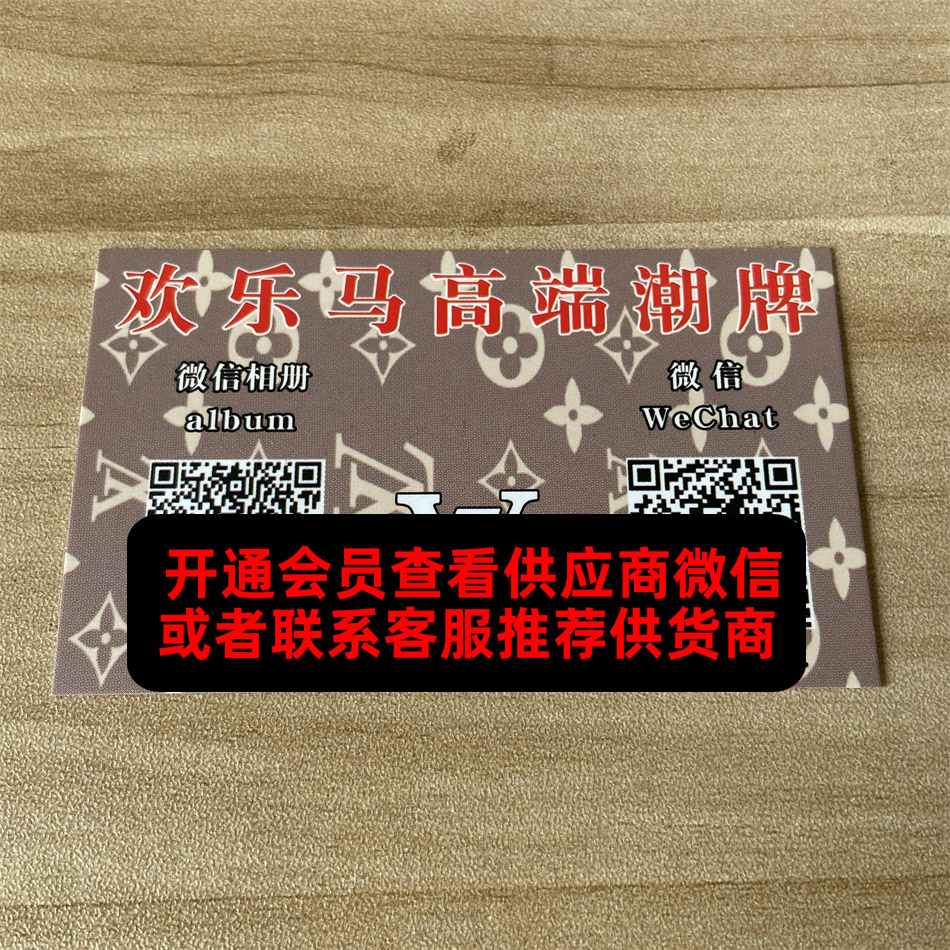 欢乐马高端潮牌
微信相册
album
微信
WeChat
开通会员查看供应商微信
或者联系客服推荐供货商